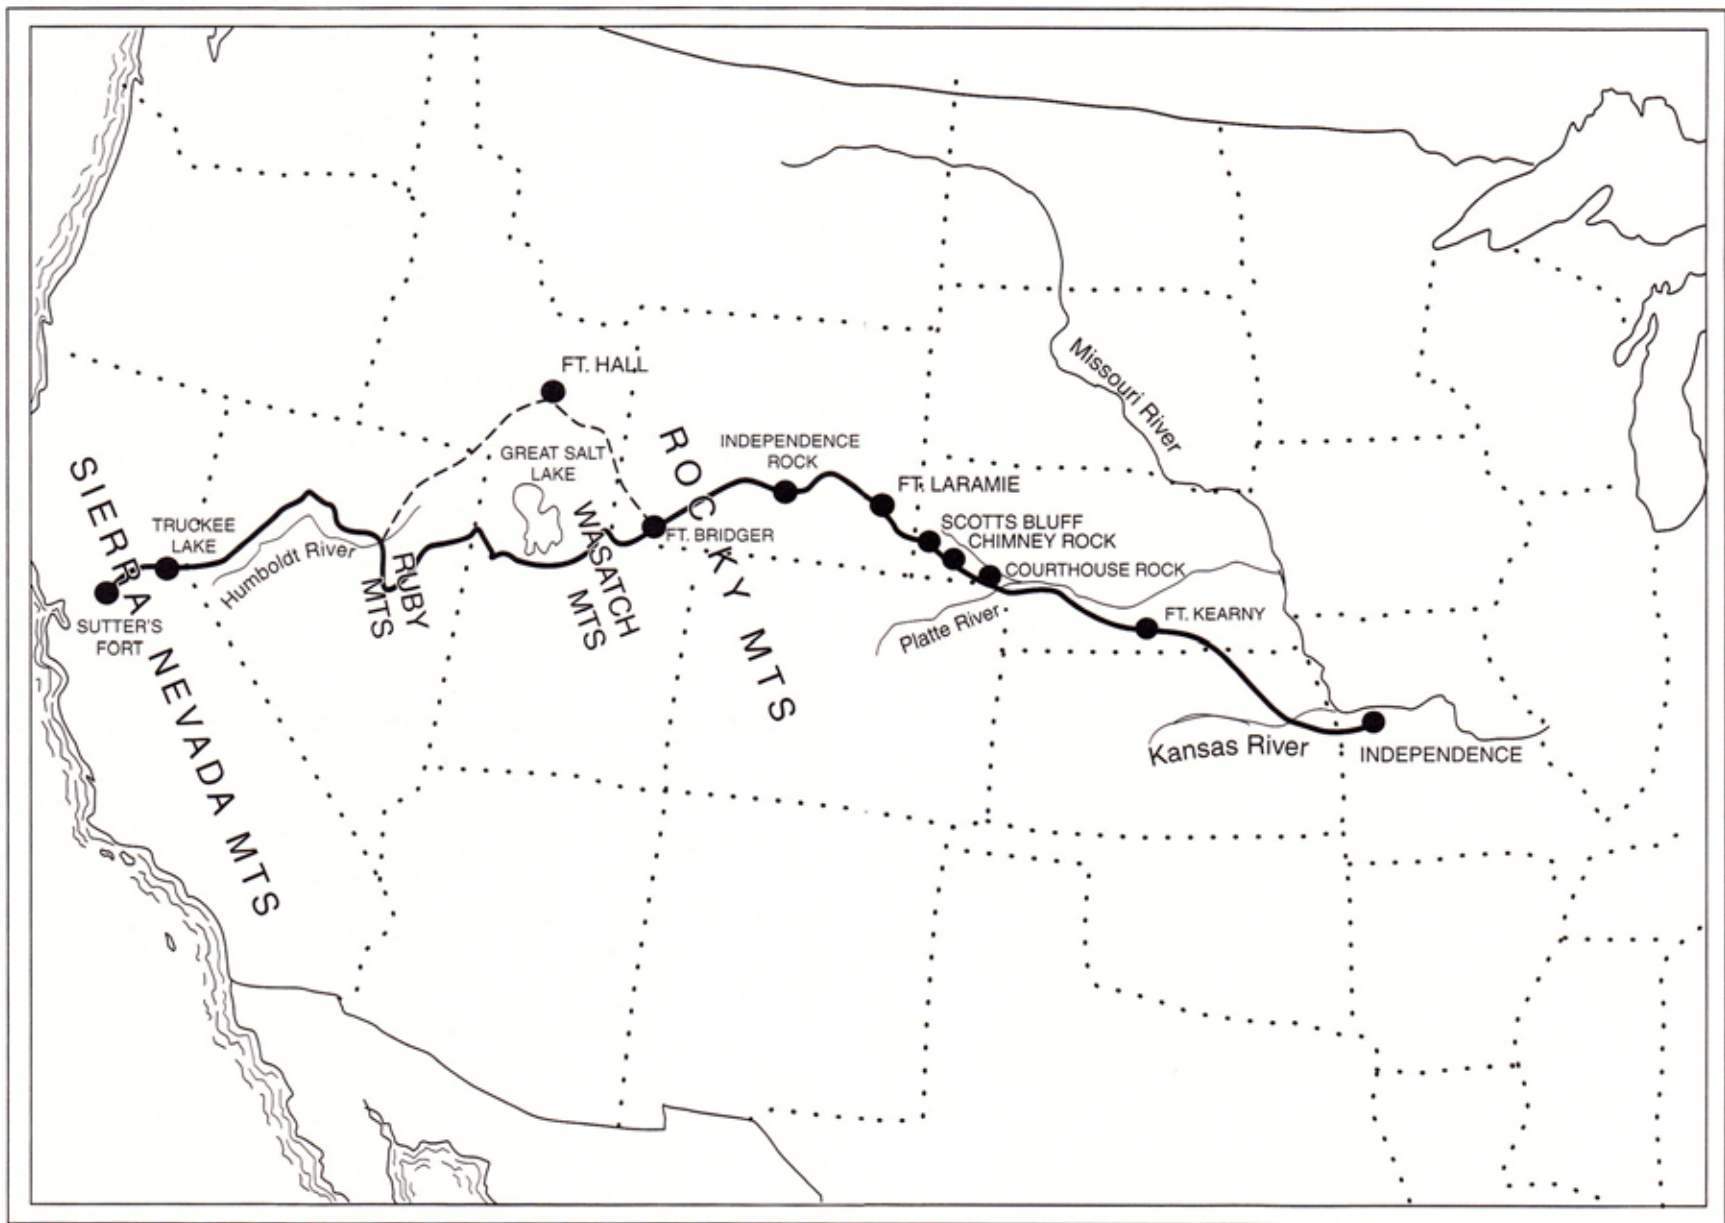 Missouri River
FT. HALL
ROCKY MTS
INDEPENDENCE
ROCK
GREAT SALT
LAKE
SIERRA NEVADA MTS
FT. LARAMIE
TRUCKEE
LAKE
WASATCH
MTS
FT. BRIDGER
SCOTTS BLUFF
CHIMNEY ROCK
Humboldt River
RUBY
MTS
COURTHOUSE ROCK
SUTTER'S
FORT
Platte River
FT. KEARNY
Kansas River
INDEPENDENCE